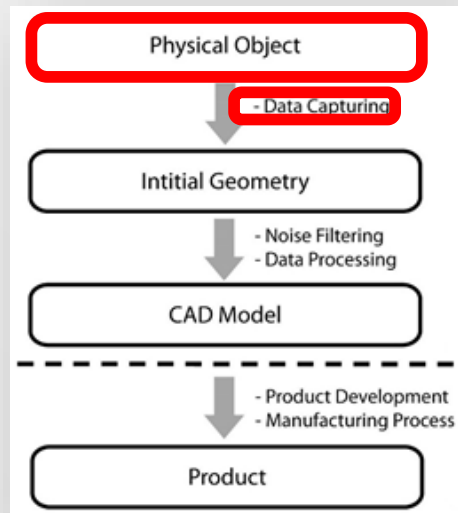 Physical Object
- Data Capturing
Intitial Geometry
- Noise Filtering
- Data Processing
CAD Model
- Product Development
- Manufacturing Process
Product